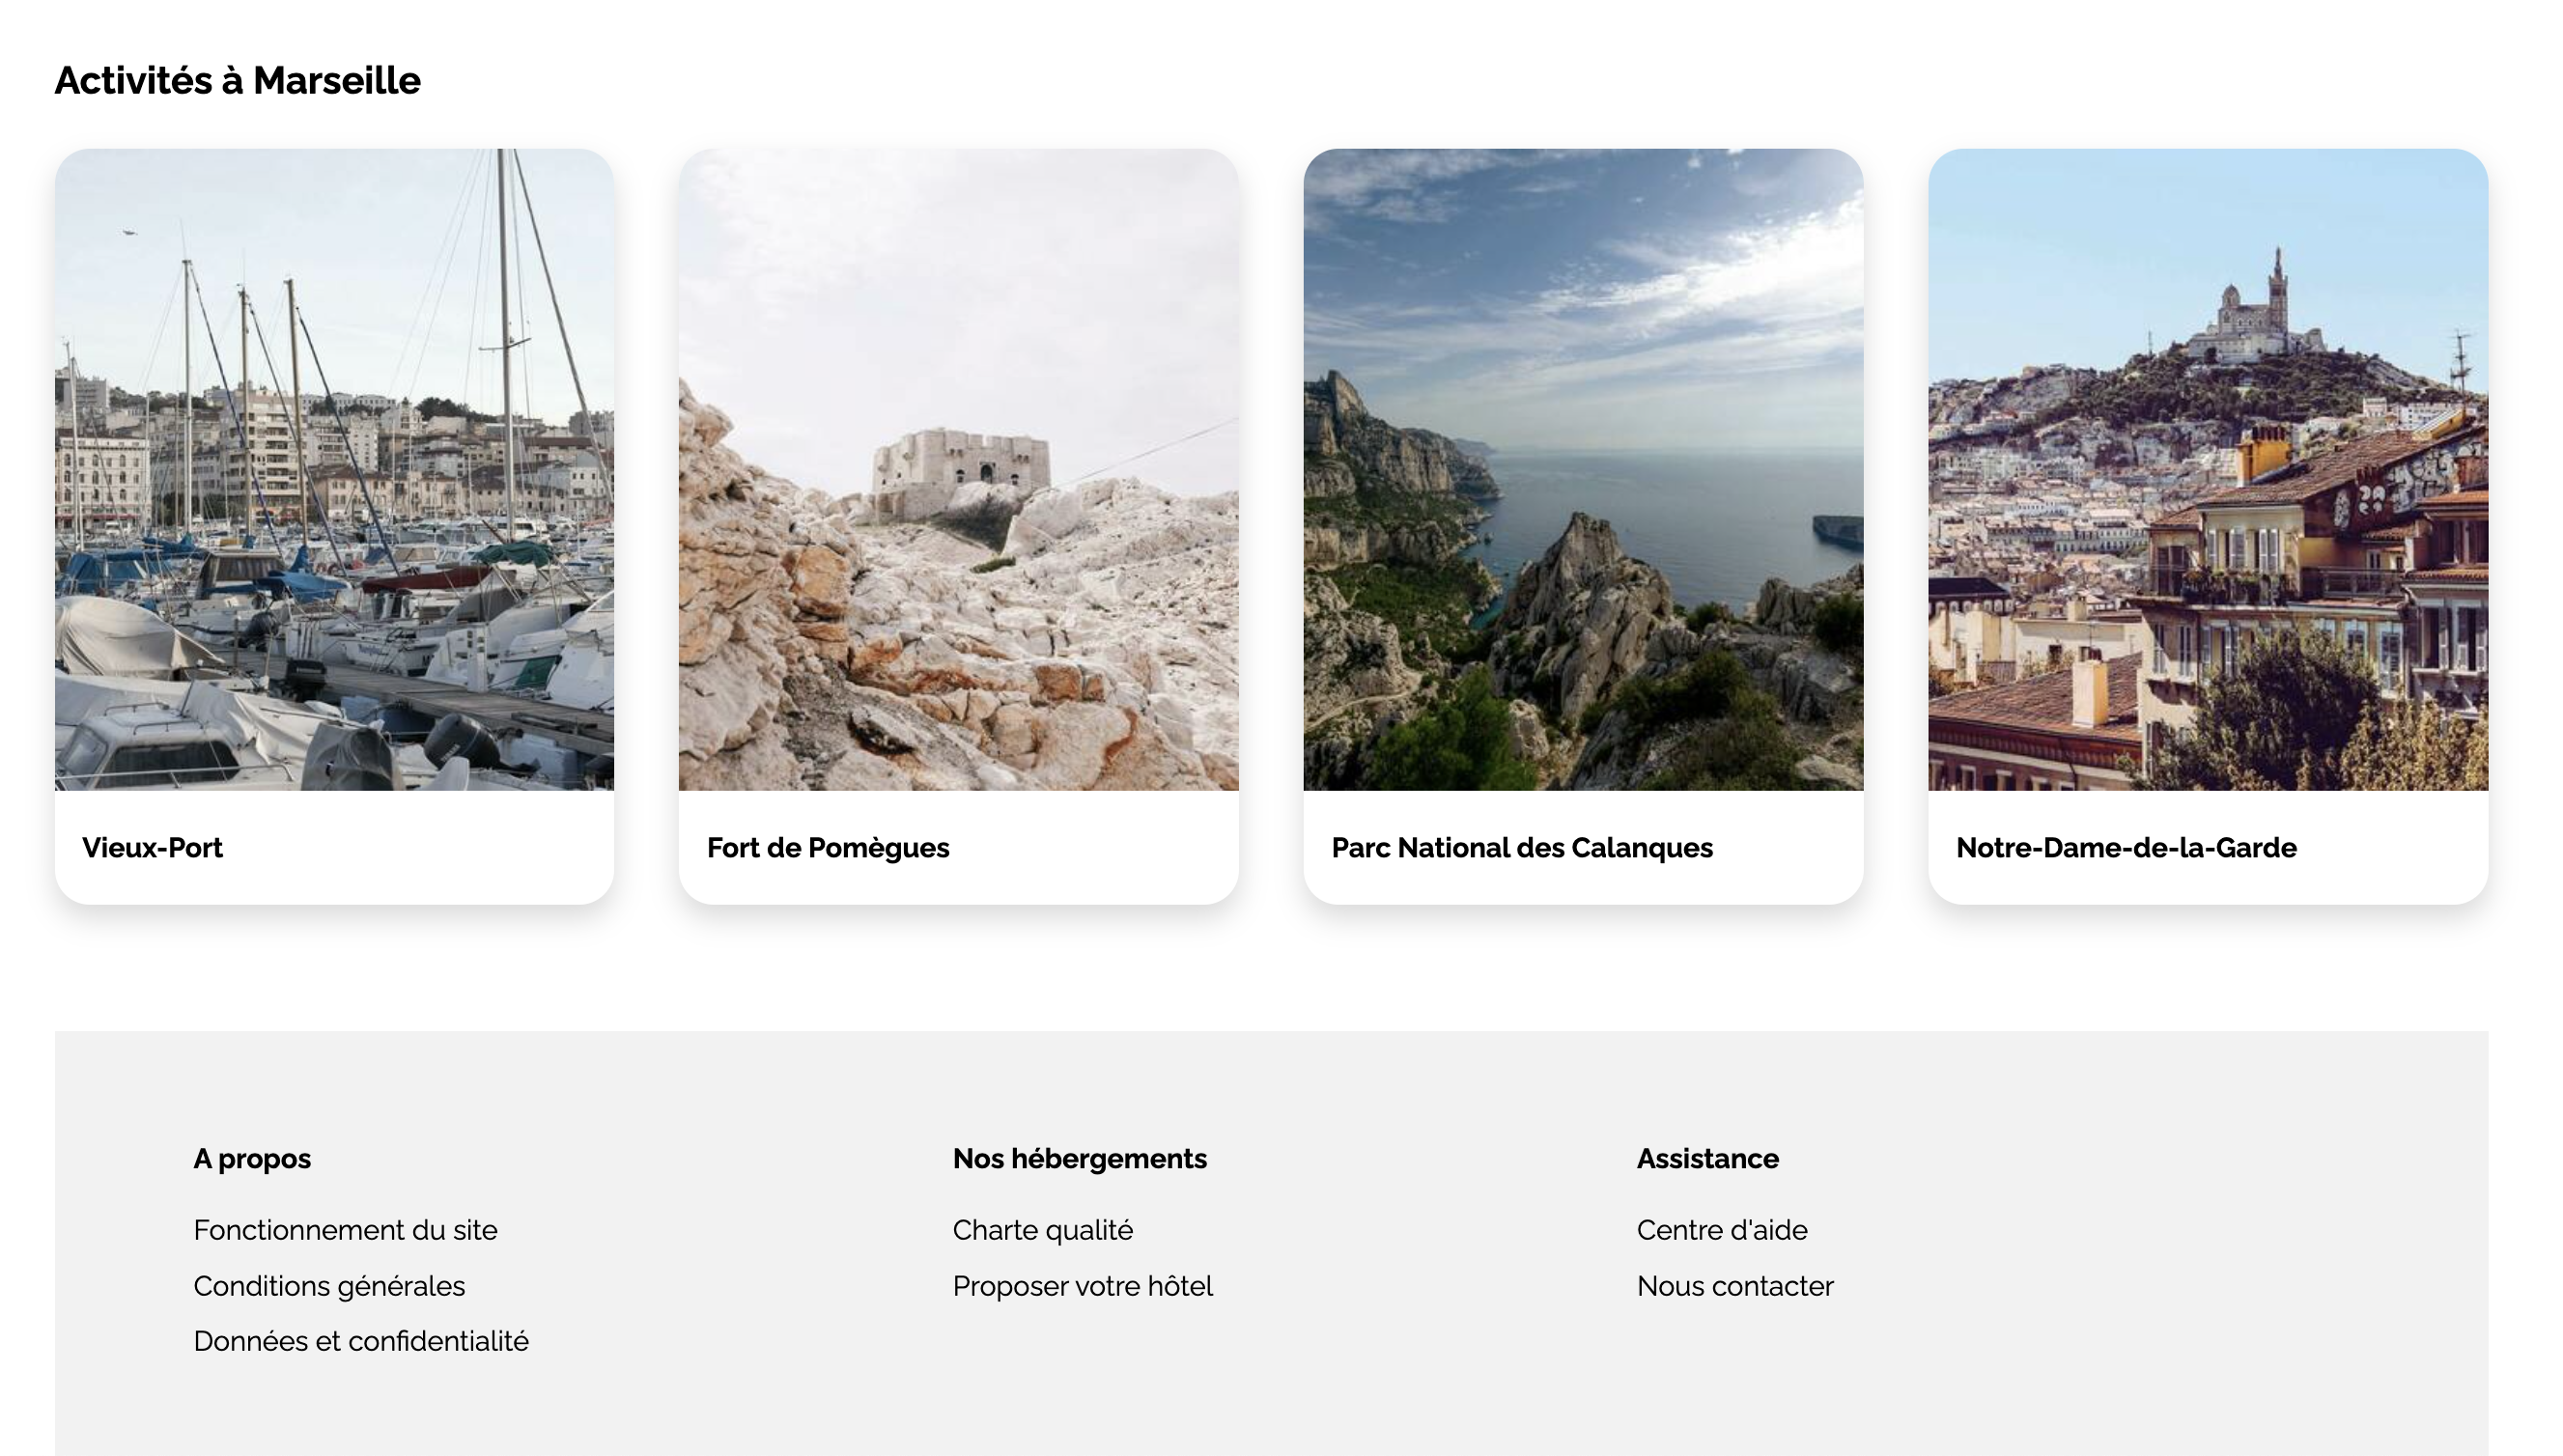 Activités à Marseille
Vieux-Port
Fort de Pomègues
Parc National des Calanques
Notre-Dame-de-la-Garde
A propos
Fonctionnement du site
Conditions générales
Données et confidentialité
Nos hébergements
Charte qualité
Proposer votre hôtel
Assistance
Centre d'aide
Nous contacter